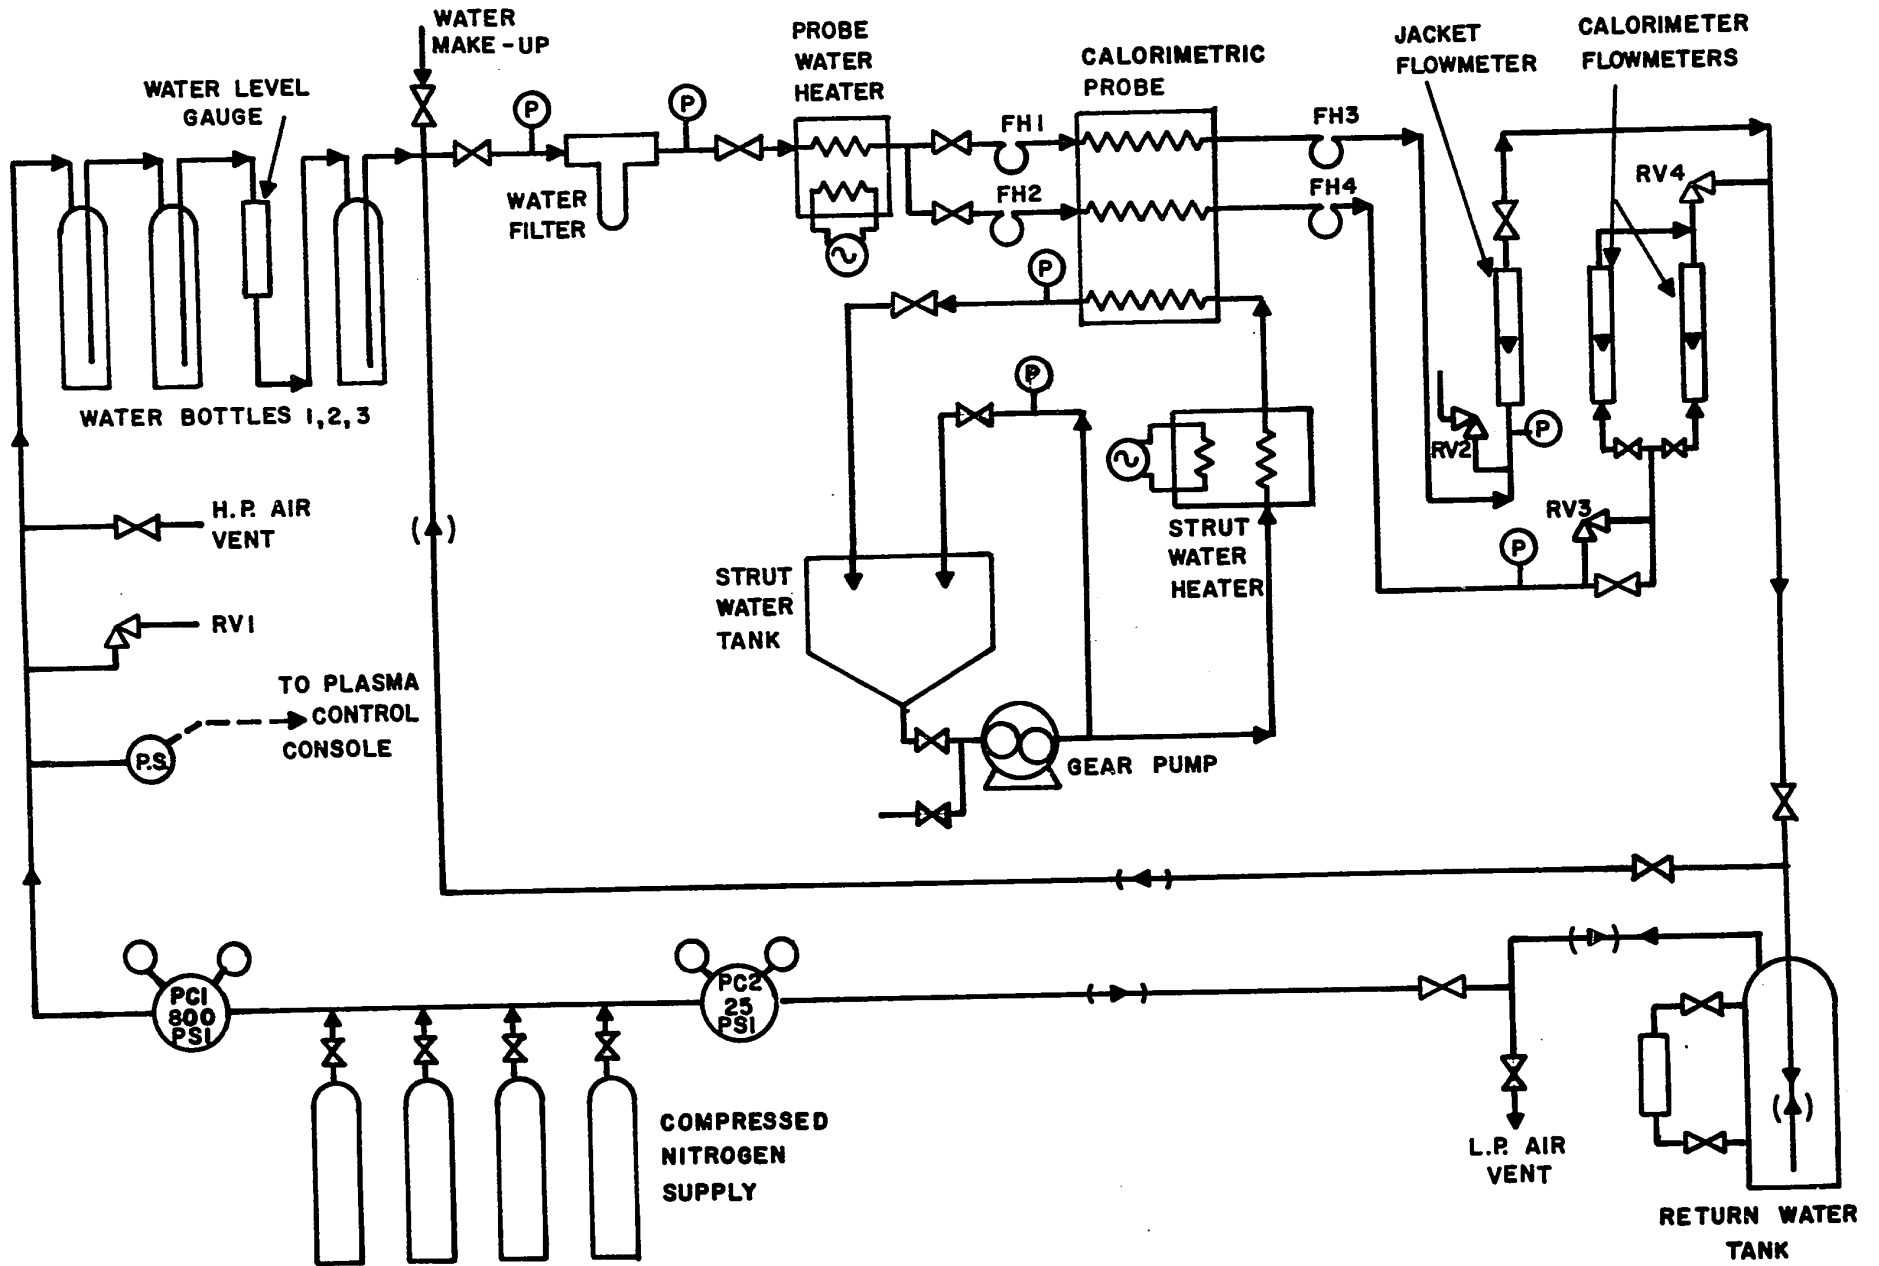 WATER
MAKE-UP
PROBE
WATER
HEATER
CALORIMETRIC
PROBE
JACKET
FLOWMETER
CALORIMETER
FLOWMETERS
WATER LEVEL
GAUGE
P
P
FH1
FH3
WATER
FILTER
FH2
FH4
RV4
P
WATER BOTTLES 1,2,3
P
RV2
P
H.P. AIR
VENT
STRUT
WATER
HEATER
RV3
P
STRUT
WATER
TANK
RV1
TO PLASMA
CONTROL
CONSOLE
P.S.
GEAR PUMP
PC1
800
PSI
PC2
25
PSI
COMPRESSED
NITROGEN
SUPPLY
L.P. AIR
VENT
RETURN WATER
TANK